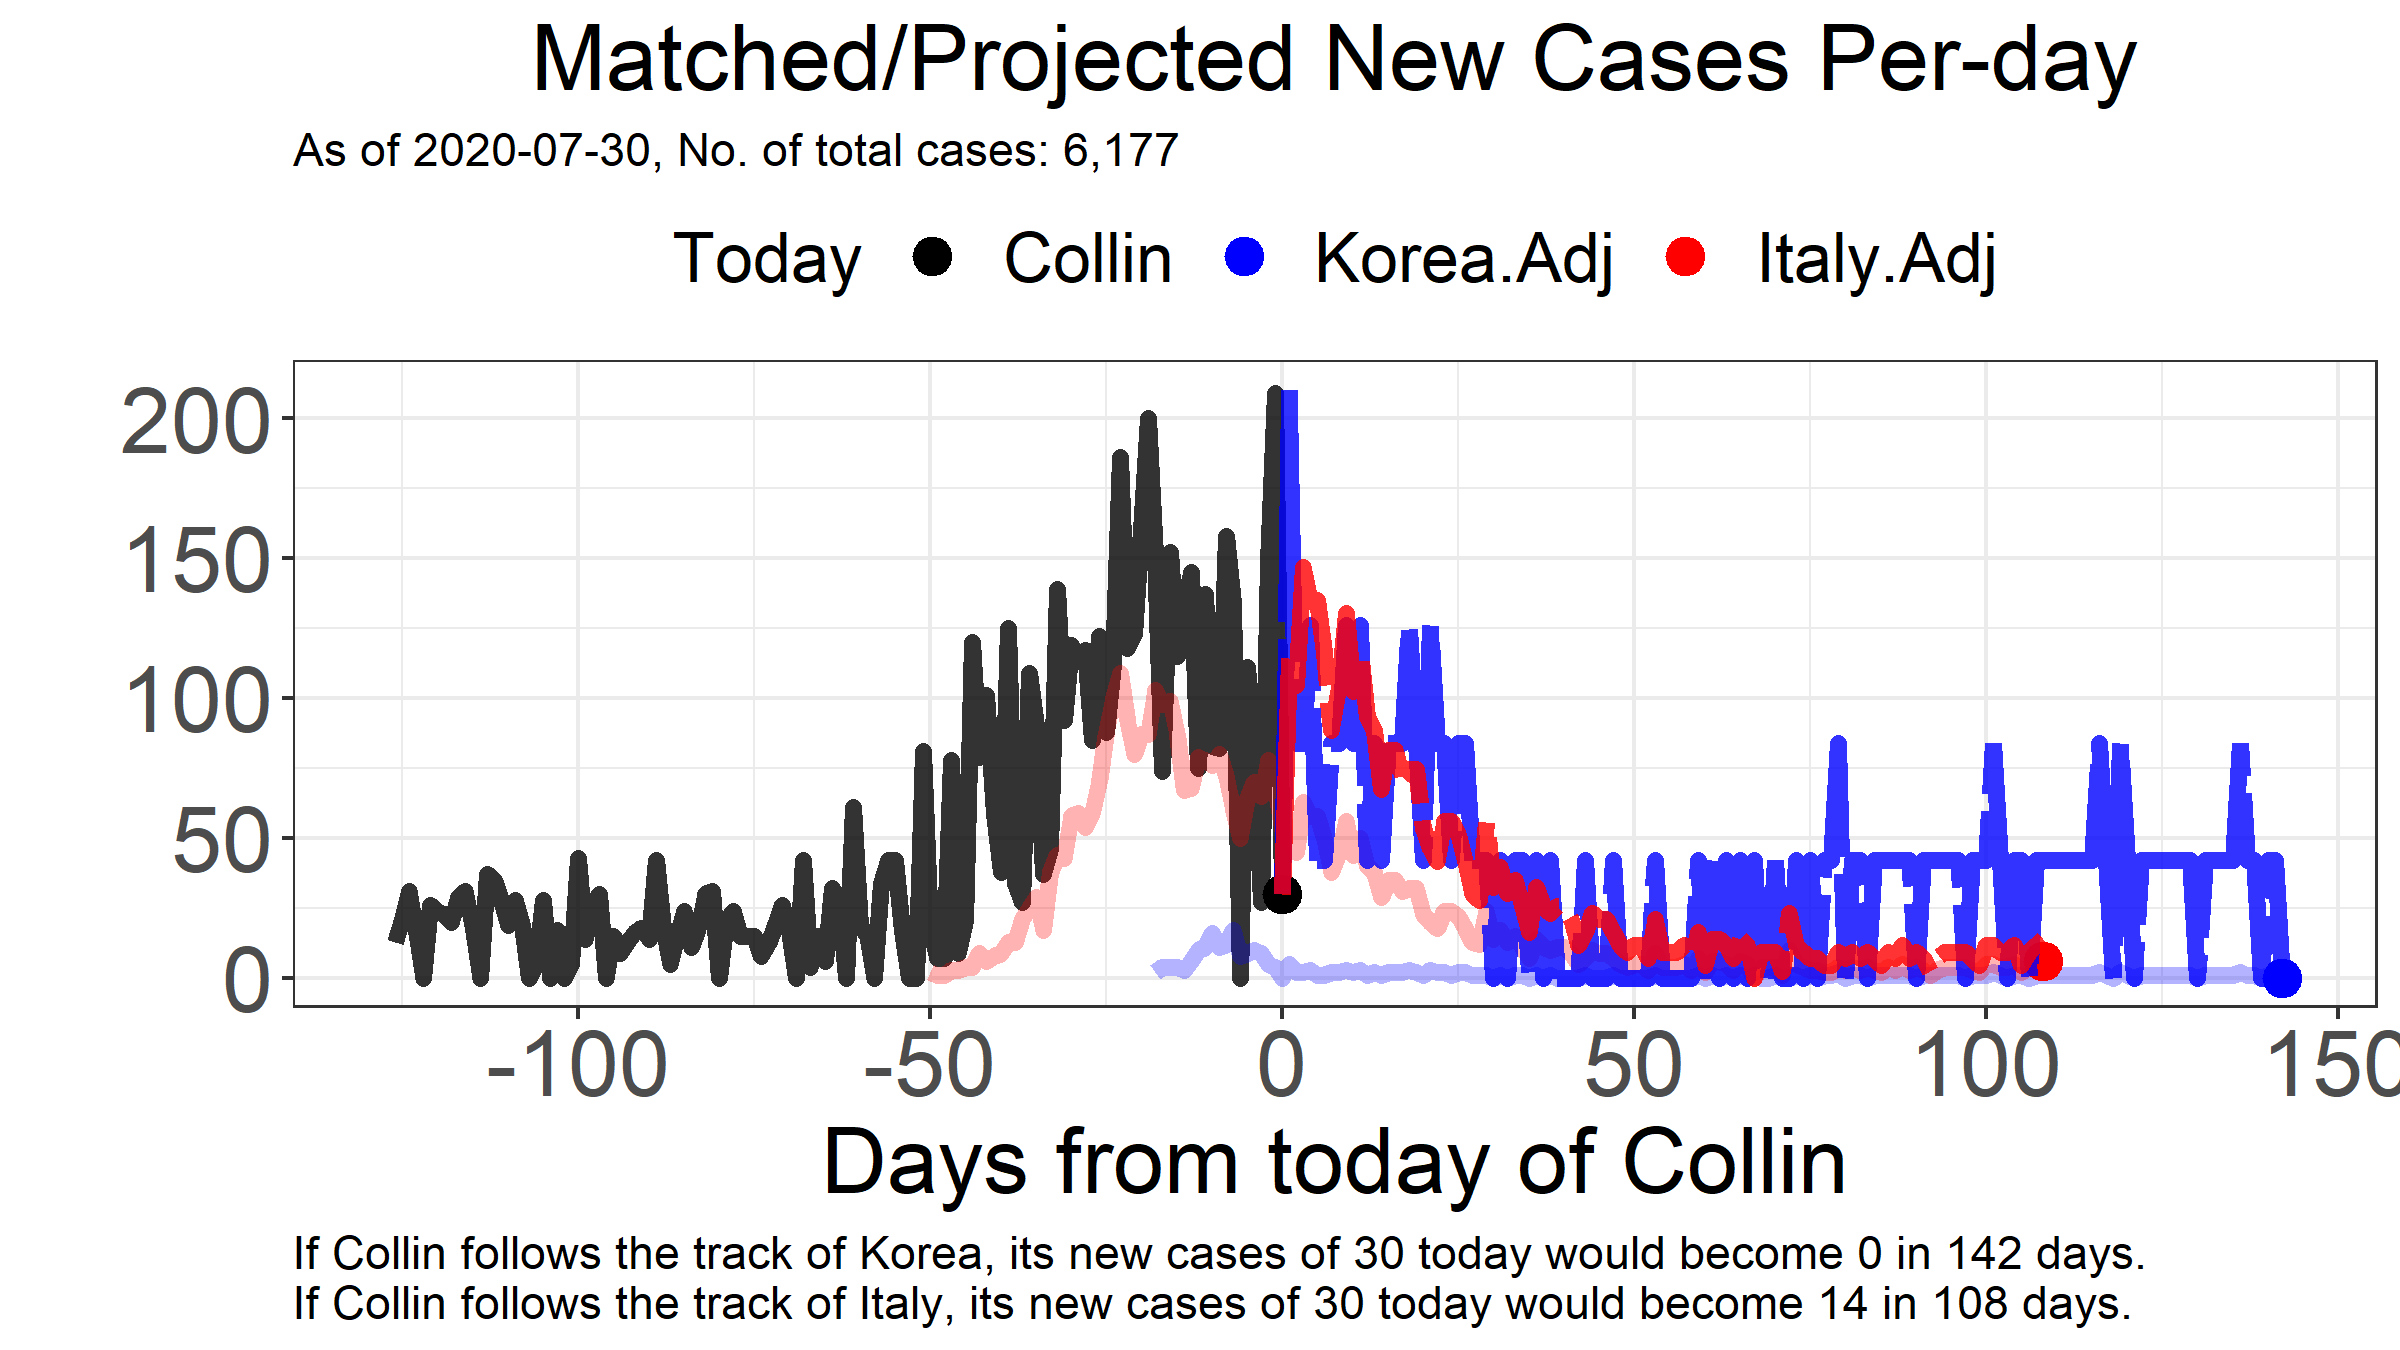 Matched/Projected New Cases Per-day
As of 2020-07-30, No. of total cases: 6,177
Today Collin Korea.Adj Italy.Adj
200
150
100
50
0
-100 -50 0 50 100 150
Days from today of Collin
If Collin follows the track of Korea, its new cases of 30 today would become 0 in 142 days.
If Collin follows the track of Italy, its new cases of 30 today would become 14 in 108 days.